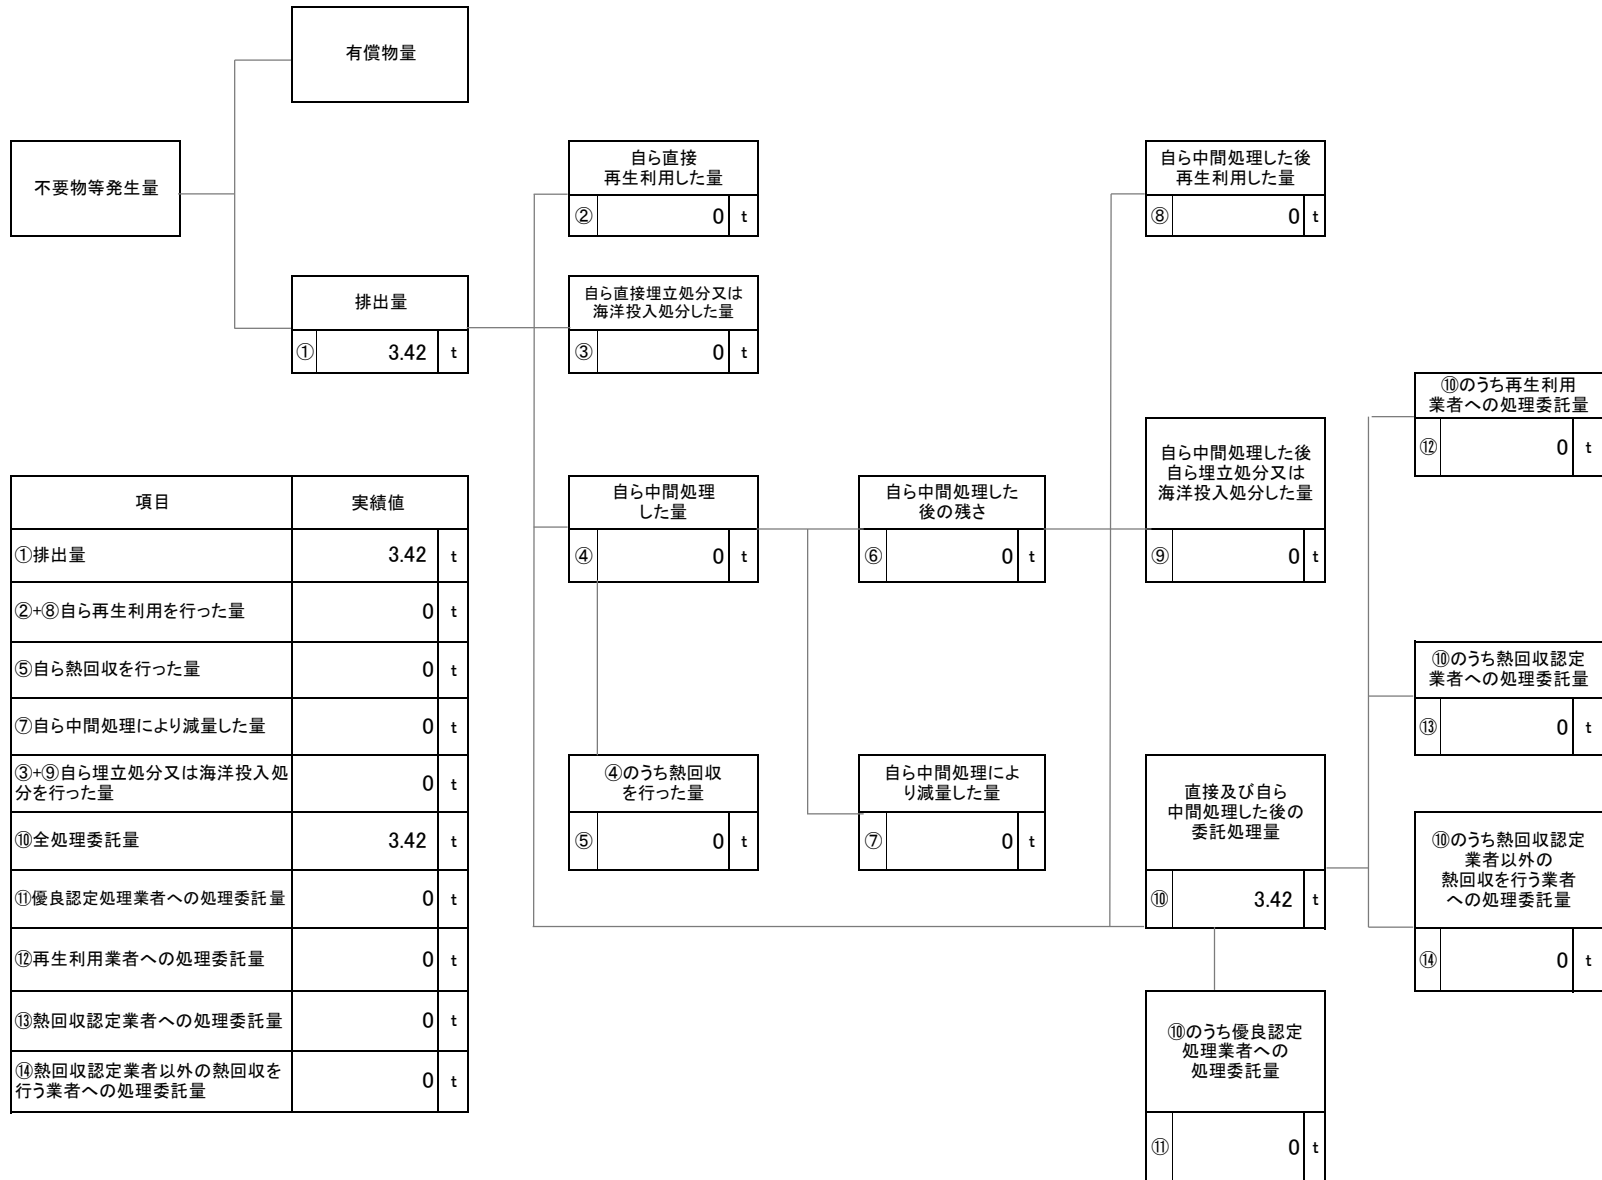 有償物量
不要物等発生量
排出量
① 3.42 t
自ら直接
再生利用した量
② 0 t
自ら直接埋立処分又は
海洋投入処分した量
③ 0 t
自ら中間処理
した量
④ 0 t
④のうち熱回収
を行った量
⑤ 0 t
自ら中間処理した
後の残さ
⑥ 0 t
自ら中間処理によ
り減量した量
⑦ 0 t
自ら中間処理した後
再生利用した量
⑧ 0 t
自ら中間処理した後
自ら埋立処分又は
海洋投入処分した量
⑨ 0 t
直接及び自ら
中間処理した後の
委託処理量
⑩ 3.42 t
⑩のうち優良認定
処理業者への
処理委託量
⑪ 0 t
⑩のうち再生利用
業者への処理委託量
⑫ 0 t
⑩のうち熱回収認定
業者への処理委託量
⑬ 0 t
⑩のうち熱回収認定
業者以外の
熱回収を行う業者
への処理委託量
⑭ 0 t
項目 実績値
①排出量 3.42 t
②+⑧自ら再生利用を行った量 0 t
⑤自ら熱回収を行った量 0 t
⑦自ら中間処理により減量した量 0 t
③+⑨自ら埋立処分又は海洋投入処
分を行った量 0 t
⑩全処理委託量 3.42 t
⑪優良認定処理業者への処理委託量 0 t
⑫再生利用業者への処理委託量 0 t
⑬熱回収認定業者への処理委託量 0 t
⑭熱回収認定業者以外の熱回収を
行う業者への処理委託量 0 t